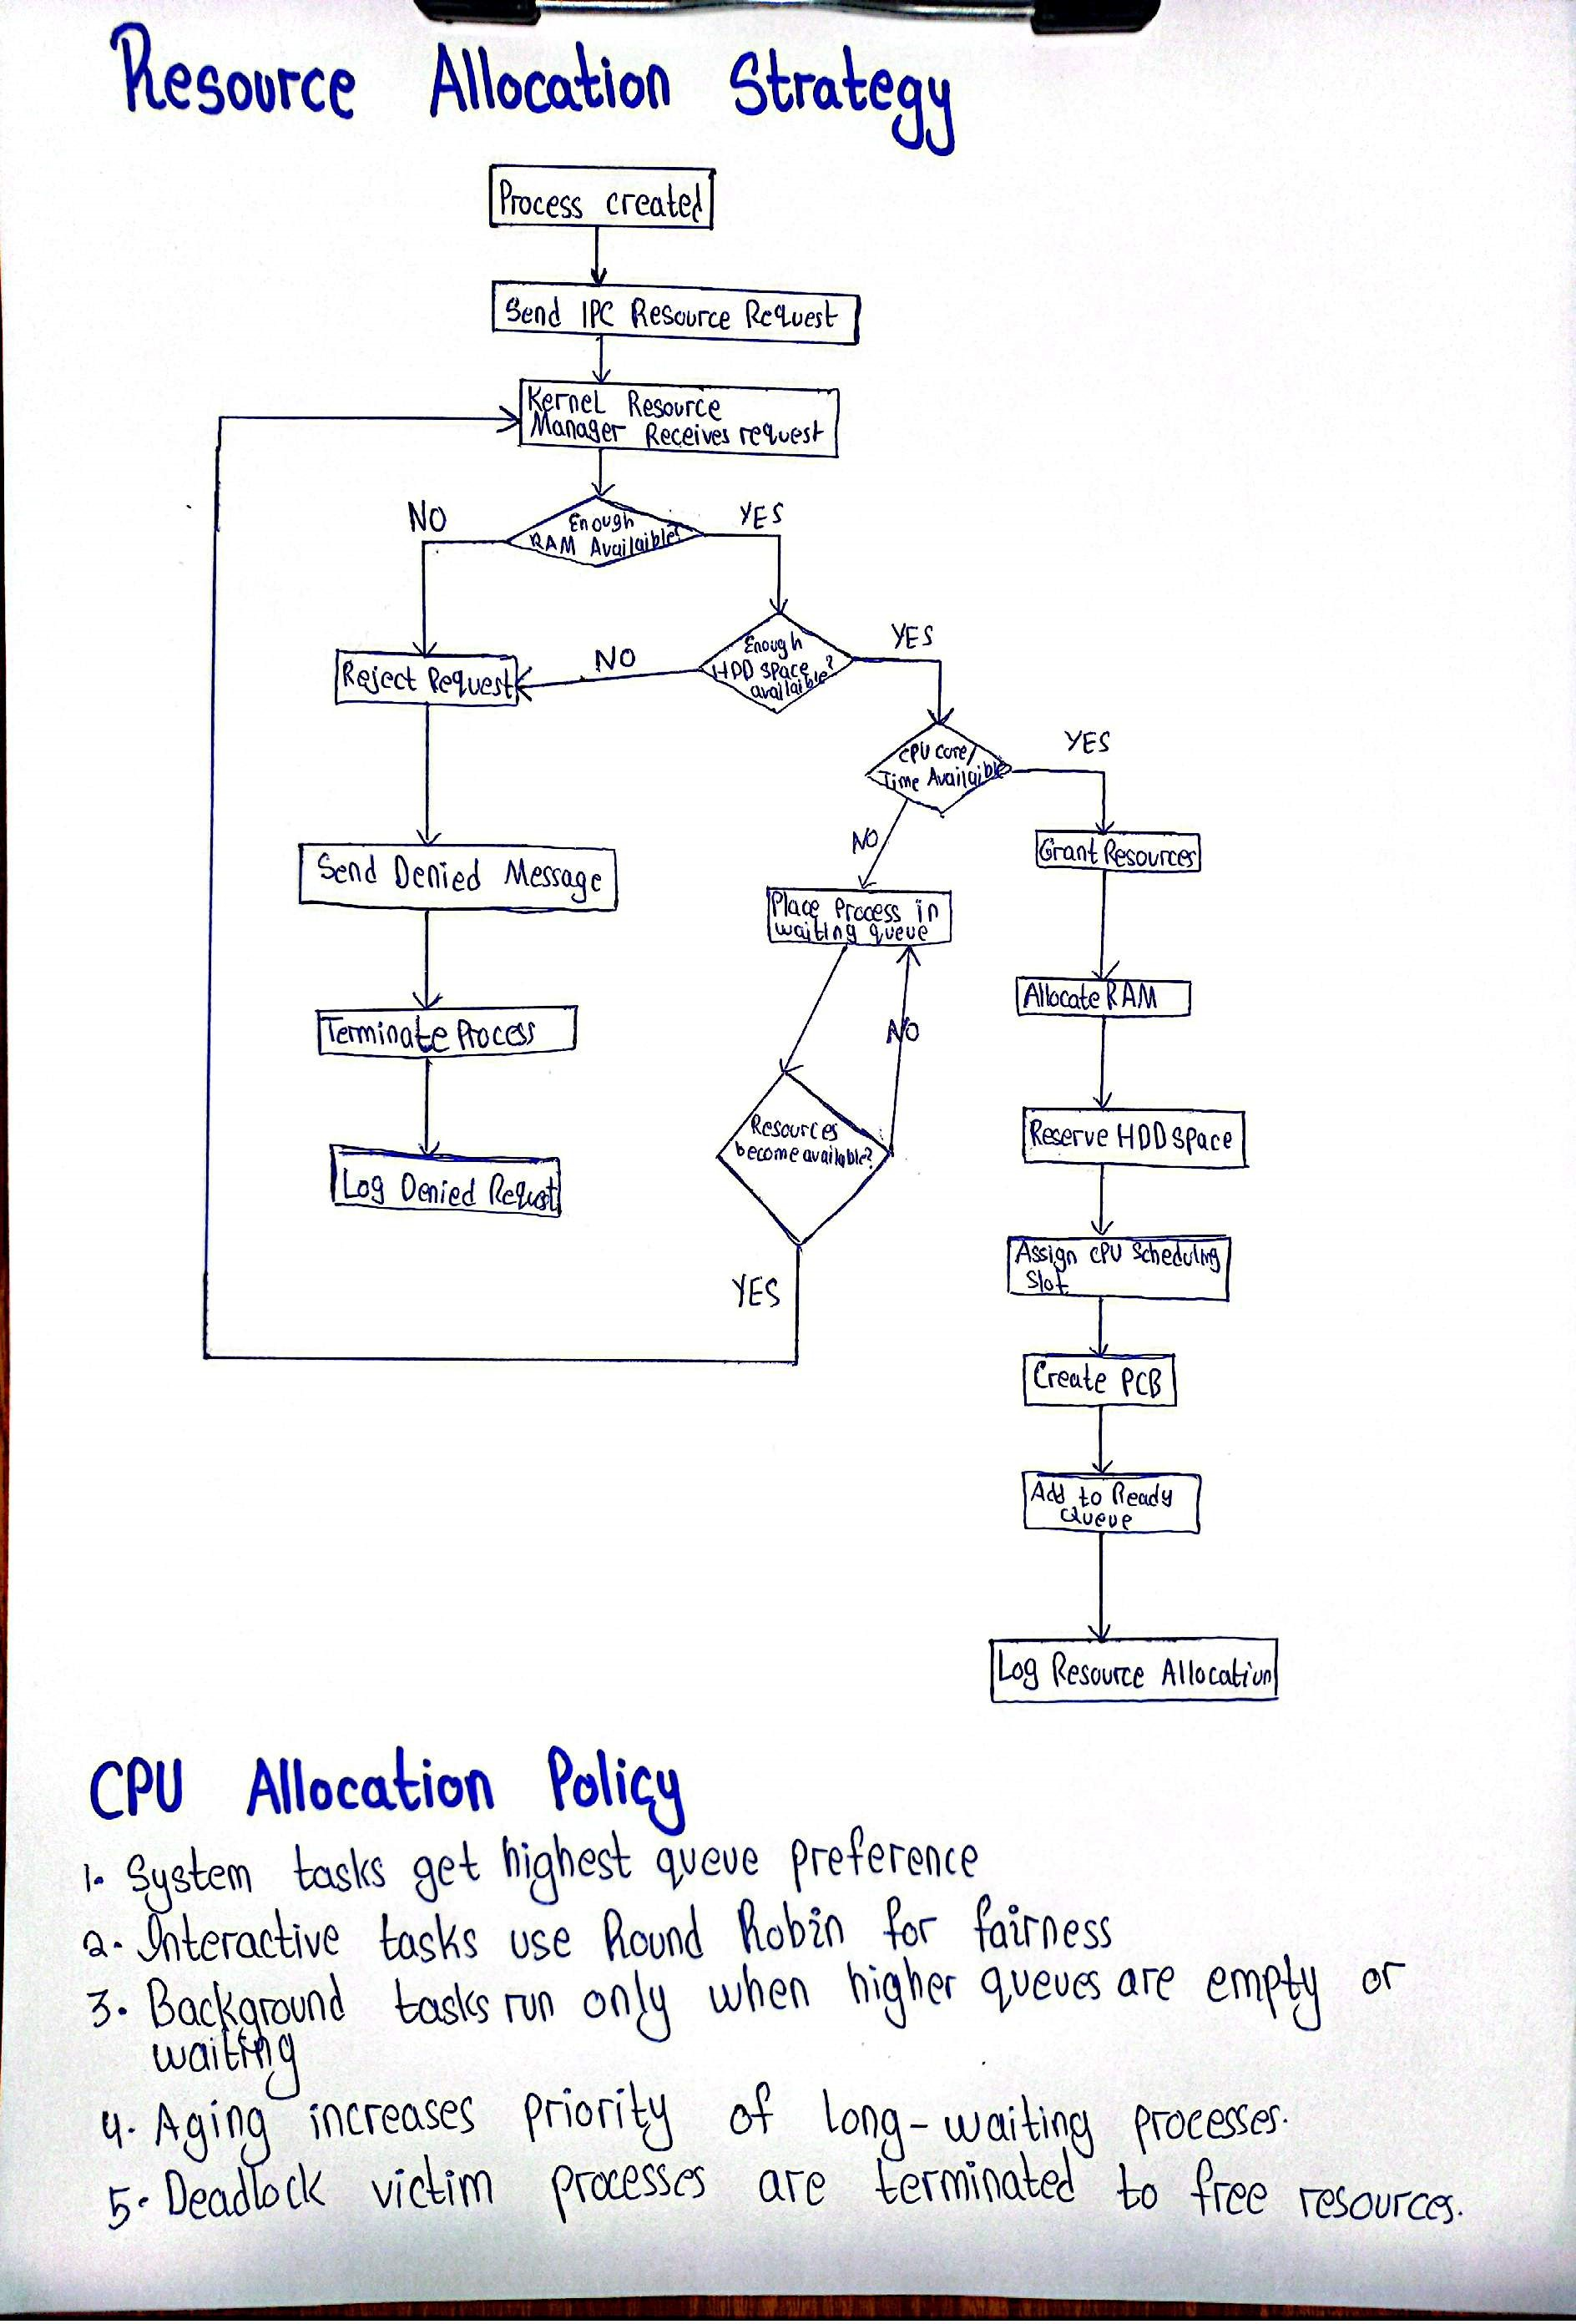 Resource Allocation Strategy
Process created
Send IPC Resource Request
Kernel Resource
Manager Receives request
NO
YES
Enough
RAM Availaible?
Reject Request
NO
Enough
HDD space
availaible?
YES
CPU core/
Time Availaible
YES
NO
Grant Resources
Send Denied Message
Place Process in
waiting queue
Allocate RAM
Terminate Process
NO
Resources
become available?
Reserve HDD space
Log Denied Request
Assign CPU Scheduling
Slot
YES
Create PCB
Add to Ready
Queue
Log Resource Allocation
CPU Allocation Policy
1. System tasks get highest queue preference
2. Interactive tasks use Round Robin for fairness
3. Background tasks run only when higher queues are empty or
waiting
4. Aging increases priority of long-waiting processes.
5. Deadlock victim processes are terminated to free resources.